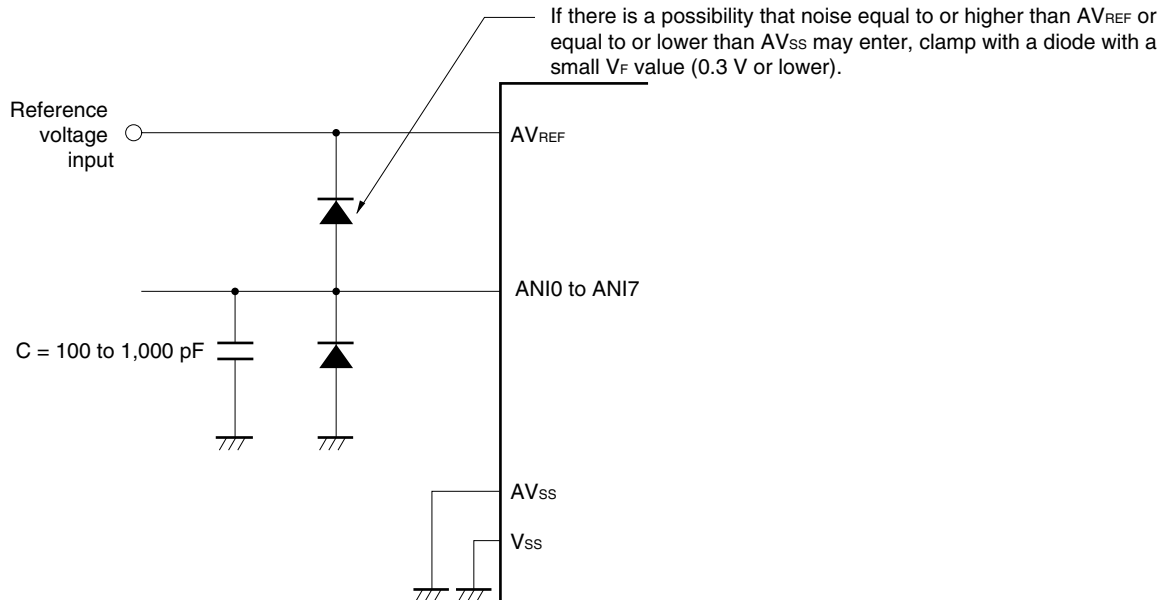 If there is a possibility that noise equal to or higher than AVREF or
equal to or lower than AVSS may enter, clamp with a diode with a
small VF value (0.3 V or lower).
Reference
voltage
input
AVREF
ANI0 to ANI7
C = 100 to 1,000 pF
AVSS
VSS